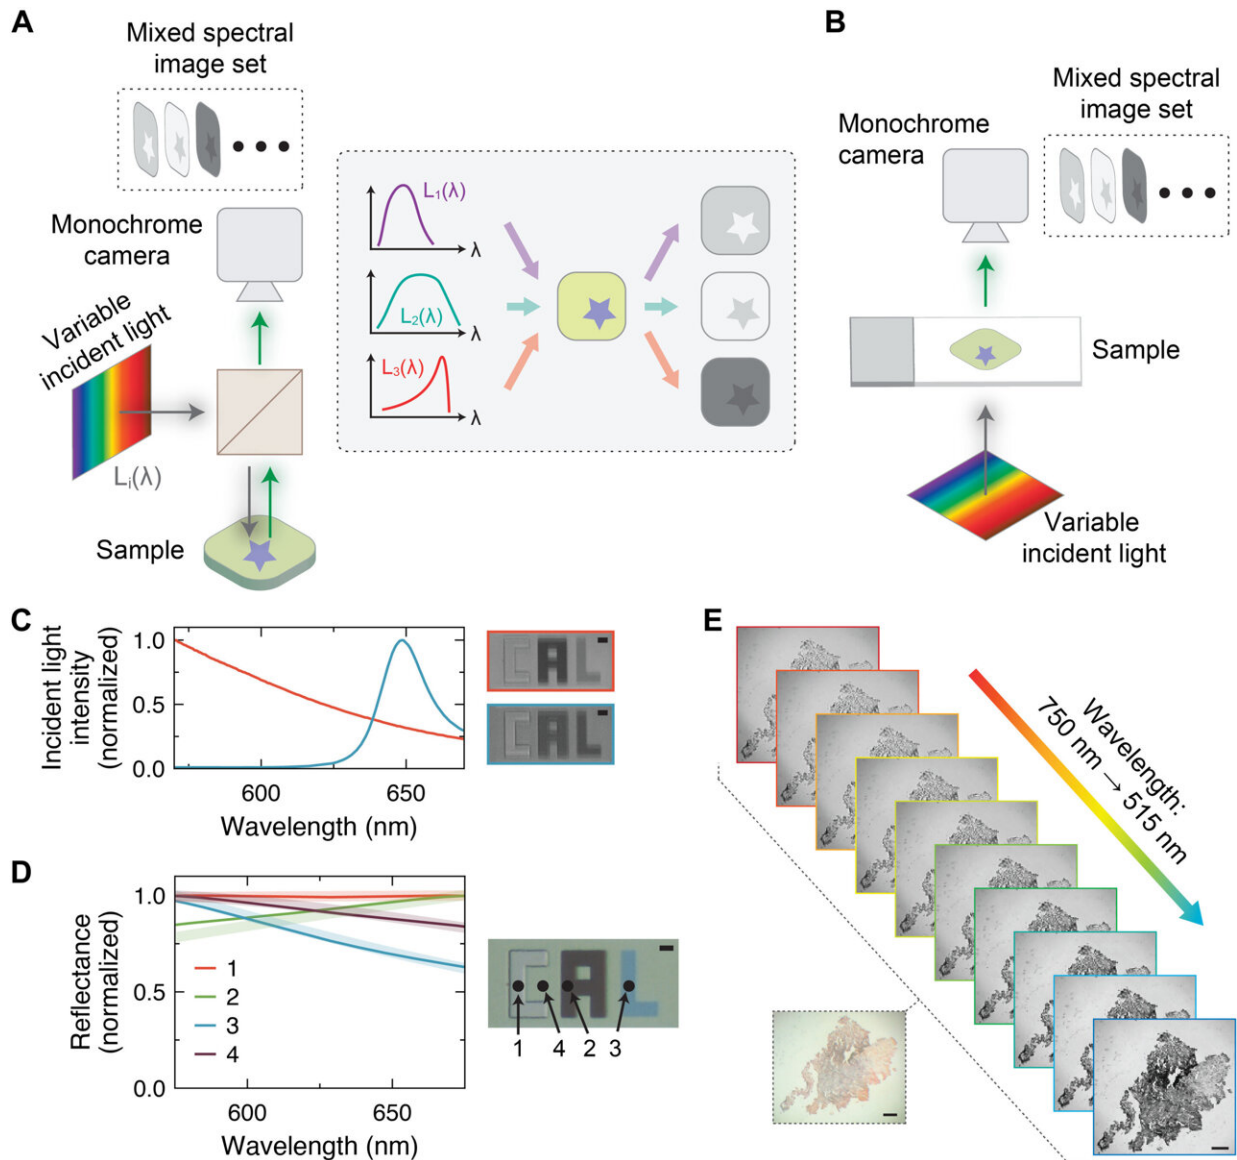 A
Mixed spectral
image set
Monochrome
camera
Variable
incident light
Lᵢ(λ)
Sample
L₁(λ)
λ
L₂(λ)
λ
L₃(λ)
λ
B
Mixed spectral
image set
Monochrome
camera
Sample
Variable
incident light
C
Incident light
intensity
(normalized)
1.0
0.5
0.0
600
650
Wavelength (nm)
CAL
CAL
D
Reflectance
(normalized)
1.0
0.5
0.0
1
2
3
4
600
650
Wavelength (nm)
CAL
1 4 2 3
E
Wavelength:
750 nm → 515 nm